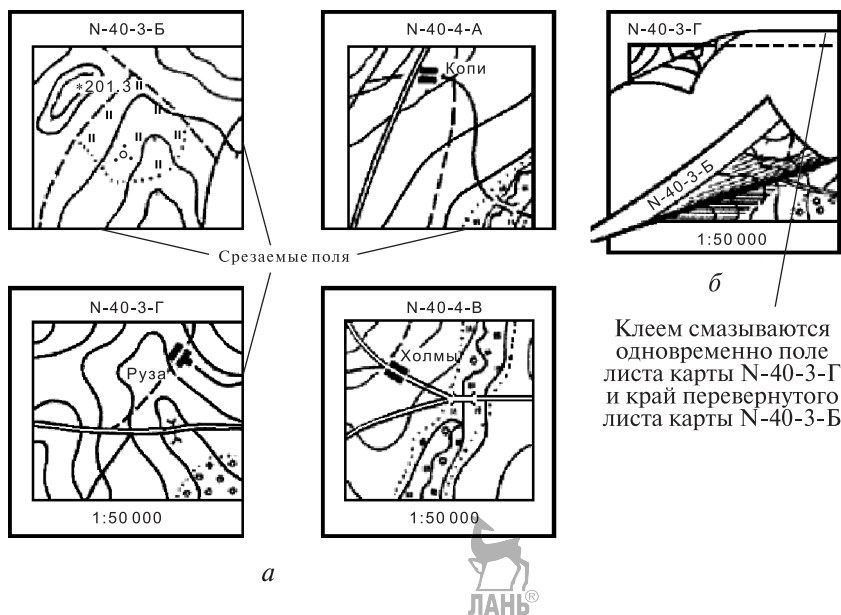 N-40-3-Б
*201.3
N-40-4-А
Копи
N-40-3-Г
N-40-3-Б
1:50 000
Срезаемые поля
б
N-40-3-Г
Руза
1:50 000
N-40-4-В
Холмы
1:50 000
Клеем смазываются
одновременно поле
листа карты N-40-3-Г
и край перевернутого
листа карты N-40-3-Б
а
ЛАНЬ®